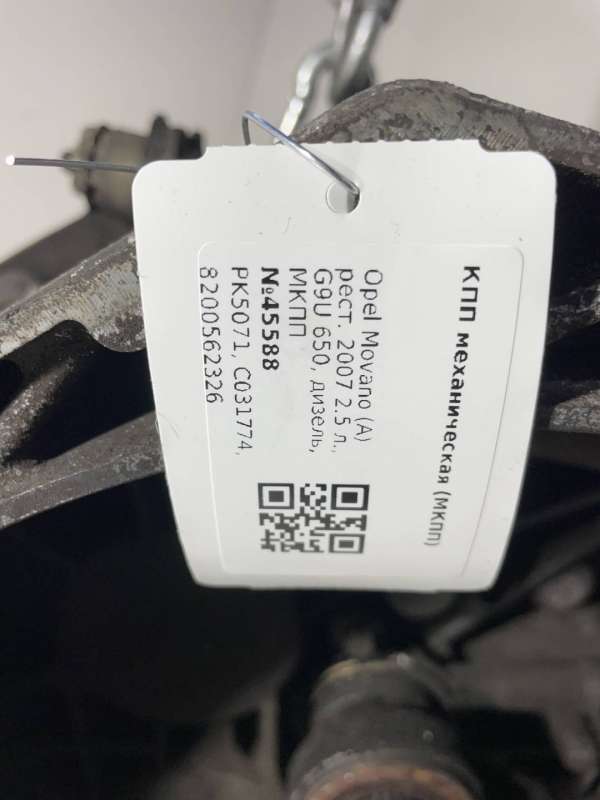 КПП механическая (МКПП)
Opel Movano (A)
рест. 2007 2.5 л.,
G9U 650, дизель,
МКПП
№45588
PK5071, C031774,
8200562326